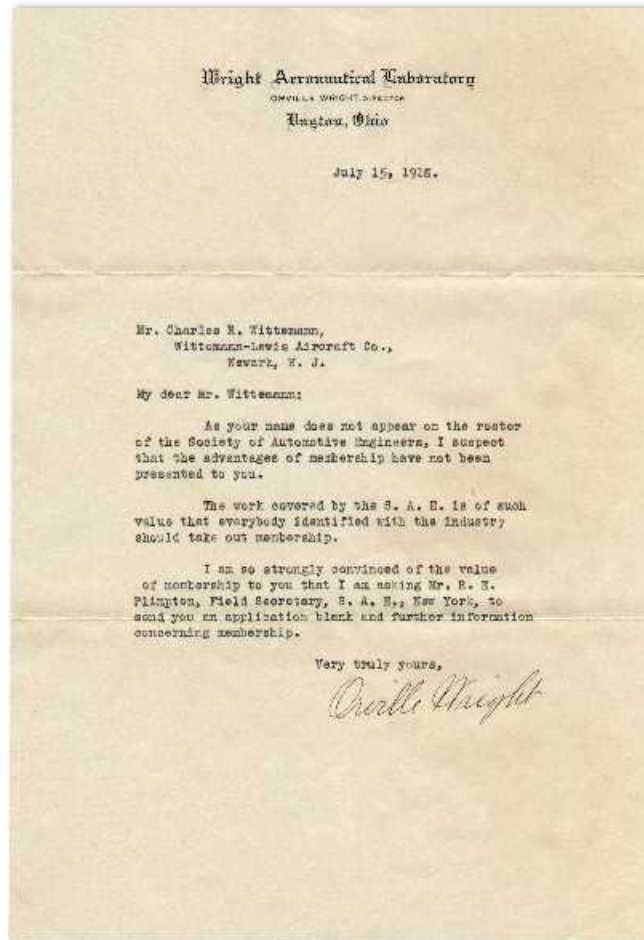 Wright Aeronautical Laboratory
ORVILLE WRIGHT, DIRECTOR
Dayton, Ohio
July 15, 1918.
Mr. Charles R. Wittemann,
Wittemann-Lewis Aircraft Co.,
Newark, N. J.
My dear Mr. Wittemann:
As your name does not appear on the roster
of the Society of Automotive Engineers, I suspect
that the advantages of membership have not been
presented to you.
The work covered by the S. A. E. is of such
value that everybody identified with the industry
should take out membership.
I am so strongly convinced of the value
of membership to you that I am asking Mr. R. E.
Plimpton, Field Secretary, S. A. E., New York, to
send you an application blank and further information
concerning membership.
Very truly yours,
Orville Wright